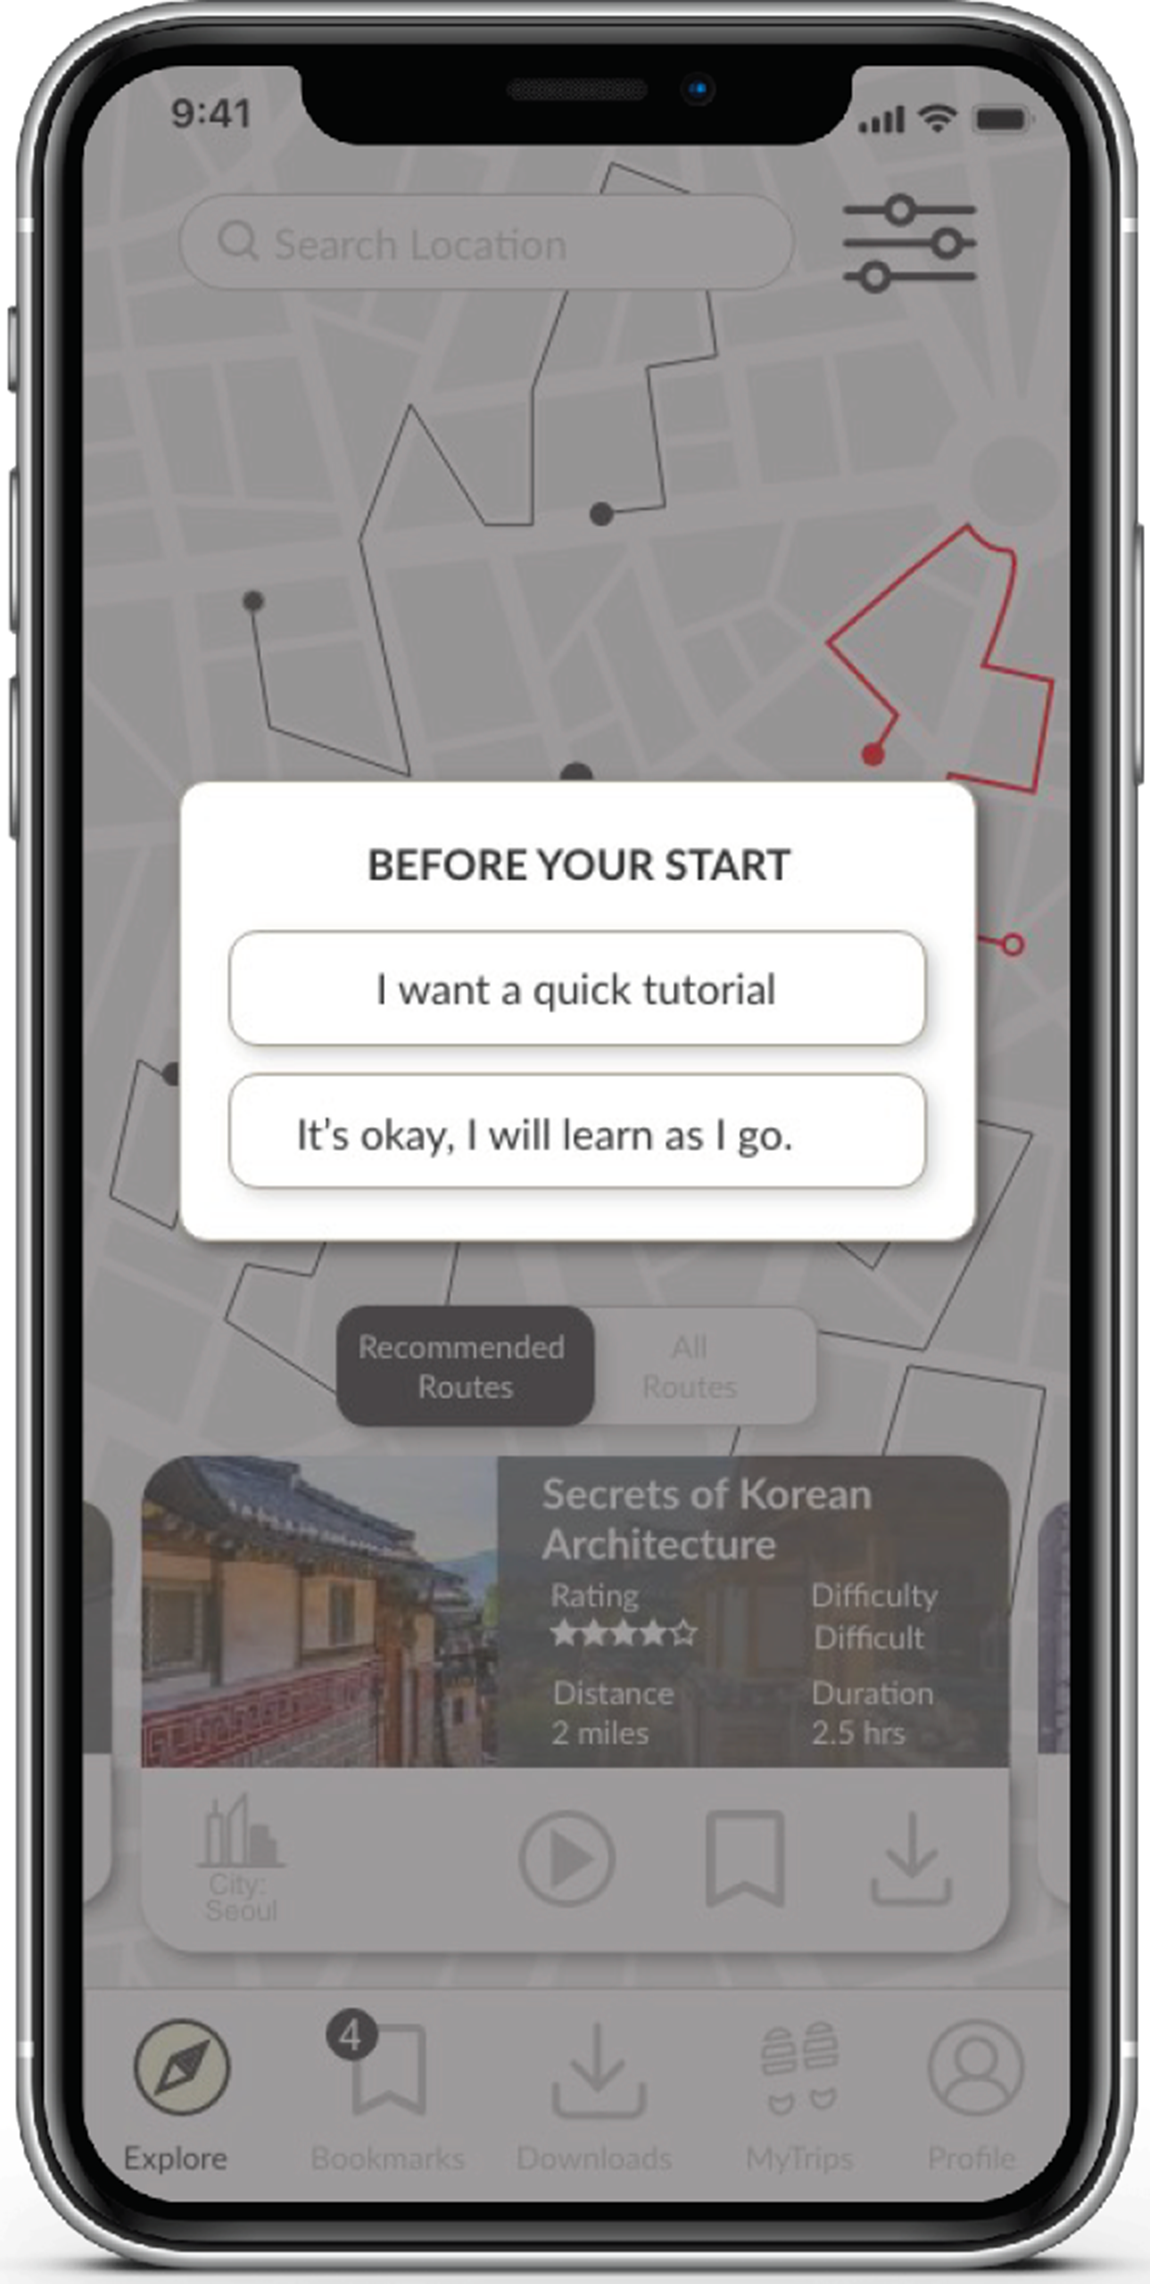 9:41
Search Location
BEFORE YOUR START
I want a quick tutorial
It's okay, I will learn as I go.
Recommended
Routes
All
Routes
Secrets of Korean
Architecture
Rating
Difficulty
Difficult
Distance
2 miles
Duration
2.5 hrs
City:
Seoul
4
Explore
Bookmarks
Downloads
MyTrips
Profile